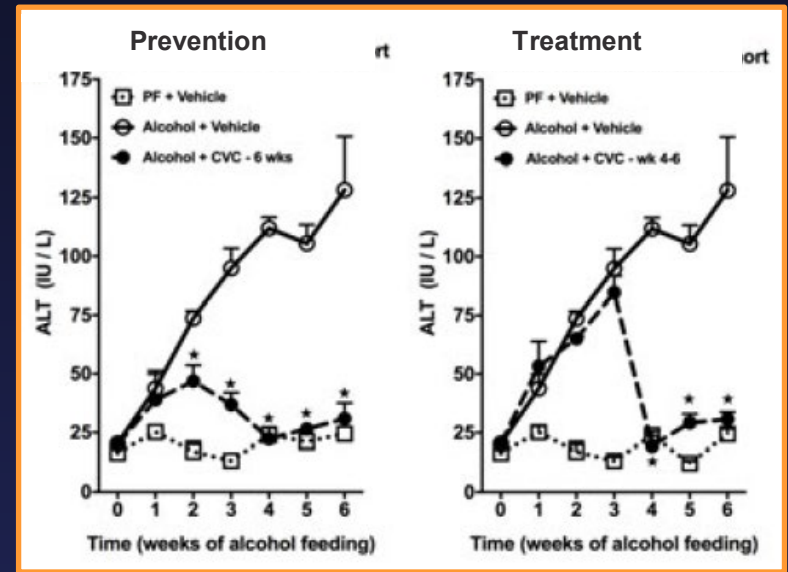 Prevention
rt
175
150
125
100
75
50
25
0
ALT (IU / L)
PF + Vehicle
Alcohol + Vehicle
Alcohol + CVC - 6 wks
★
★
★
★
★
0 1 2 3 4 5 6
Time (weeks of alcohol feeding)
Treatment
ort
175
150
125
100
75
50
25
0
ALT (IU / L)
PF + Vehicle
Alcohol + Vehicle
Alcohol + CVC - wk 4-6
★
★
★
0 1 2 3 4 5 6
Time (weeks of alcohol feeding)